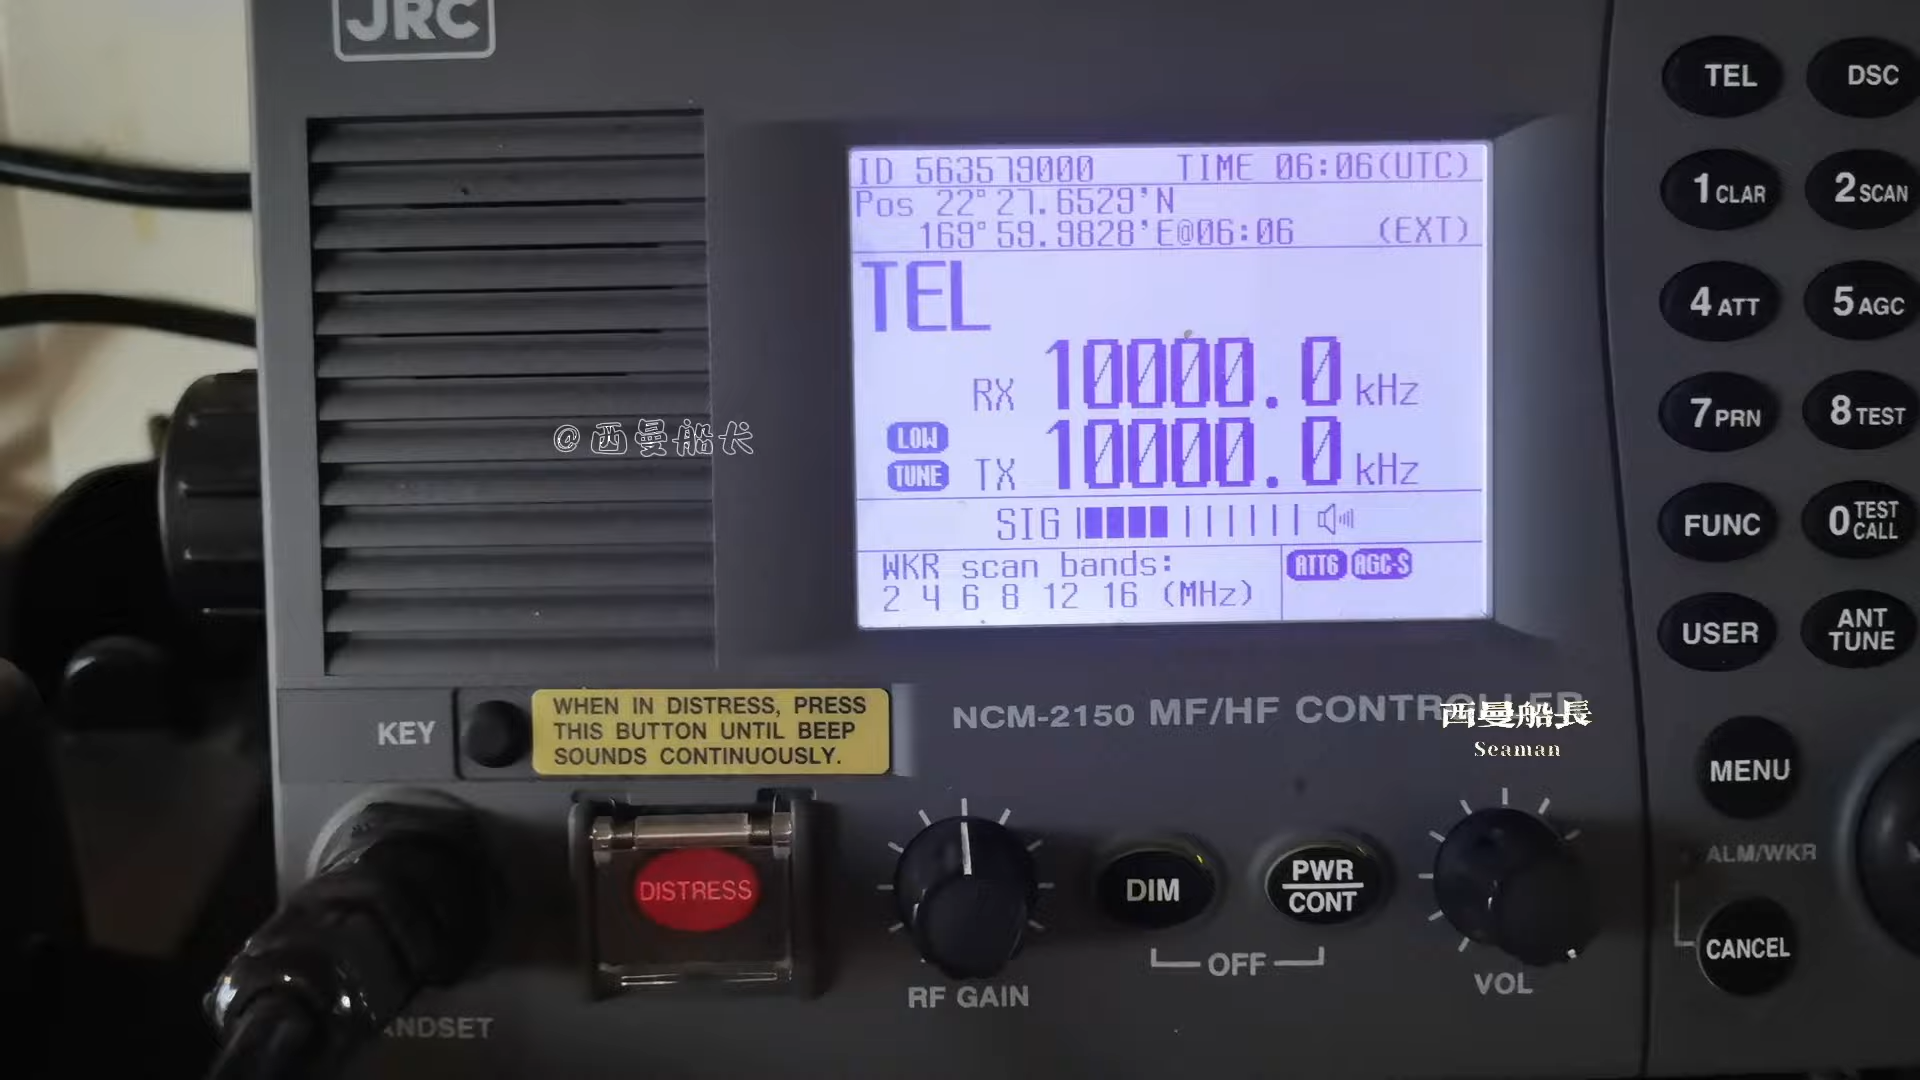 JRC
TEL
DSC
ID 563579000 TIME 06:06(UTC)
Pos 22°27.6529'N
169°59.9828'E@06:06 (EXT)
TEL
RX 10000.0 kHz
LOW
TUNE TX 10000.0 kHz
SIG
WKR scan bands:
2 4 6 8 12 16 (MHz)
ATT6 AGC-S
@西曼船长
1 CLAR
2 SCAN
4 ATT
5 AGC
7 PRN
8 TEST
FUNC
0 TEST CALL
USER
ANT
TUNE
KEY
WHEN IN DISTRESS, PRESS
THIS BUTTON UNTIL BEEP
SOUNDS CONTINUOUSLY.
NCM-2150 MF/HF CONTROLLER
西曼船長
Seaman
MENU
ALM/WKR
CANCEL
DISTRESS
RF GAIN
DIM
PWR
CONT
OFF
VOL